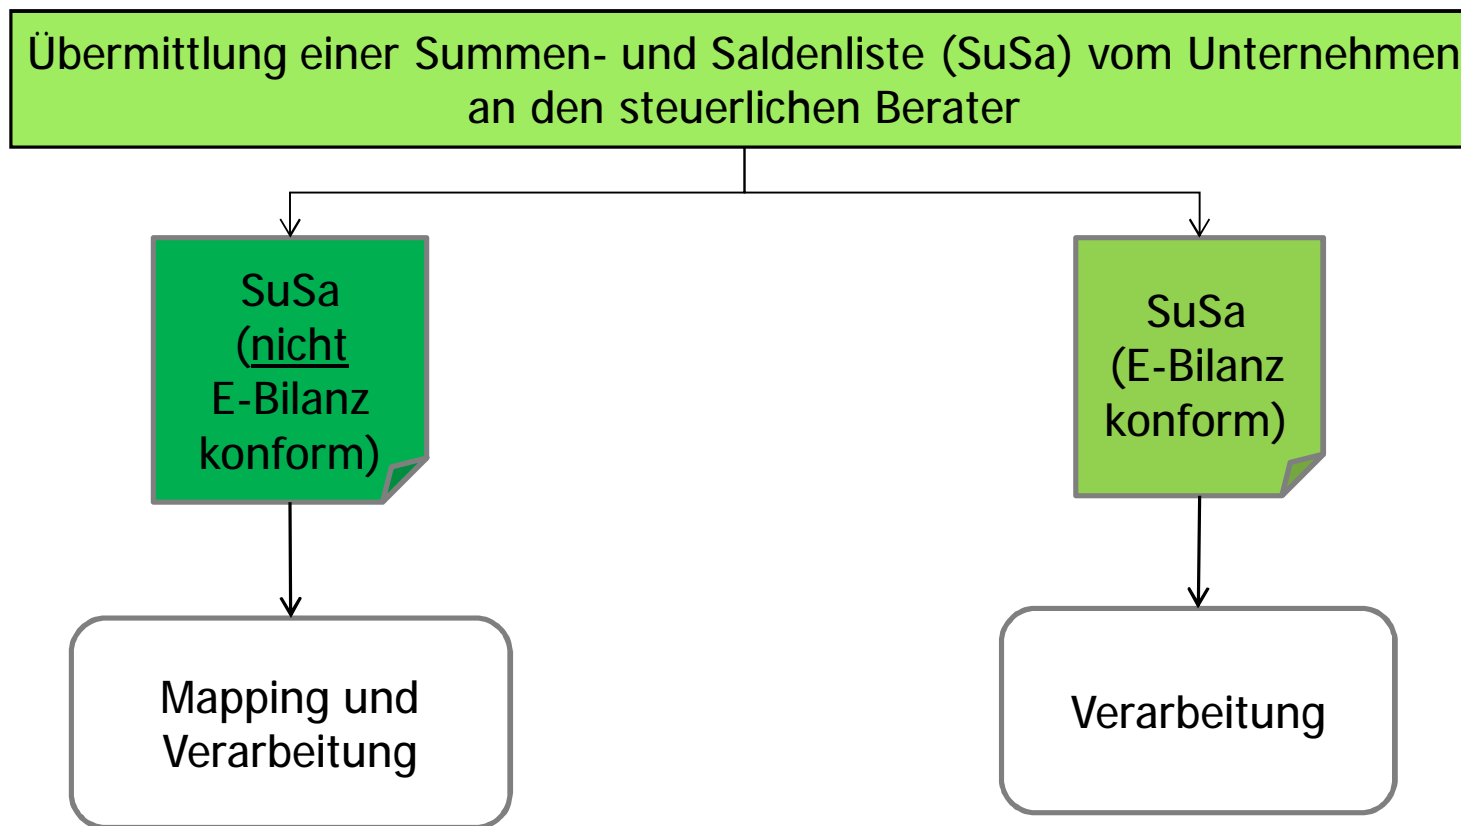 Übermittlung einer Summen- und Saldenliste (SuSa) vom Unternehmen
an den steuerlichen Berater
SuSa
(nicht
E-Bilanz
konform)
SuSa
(E-Bilanz
konform)
Mapping und
Verarbeitung
Verarbeitung